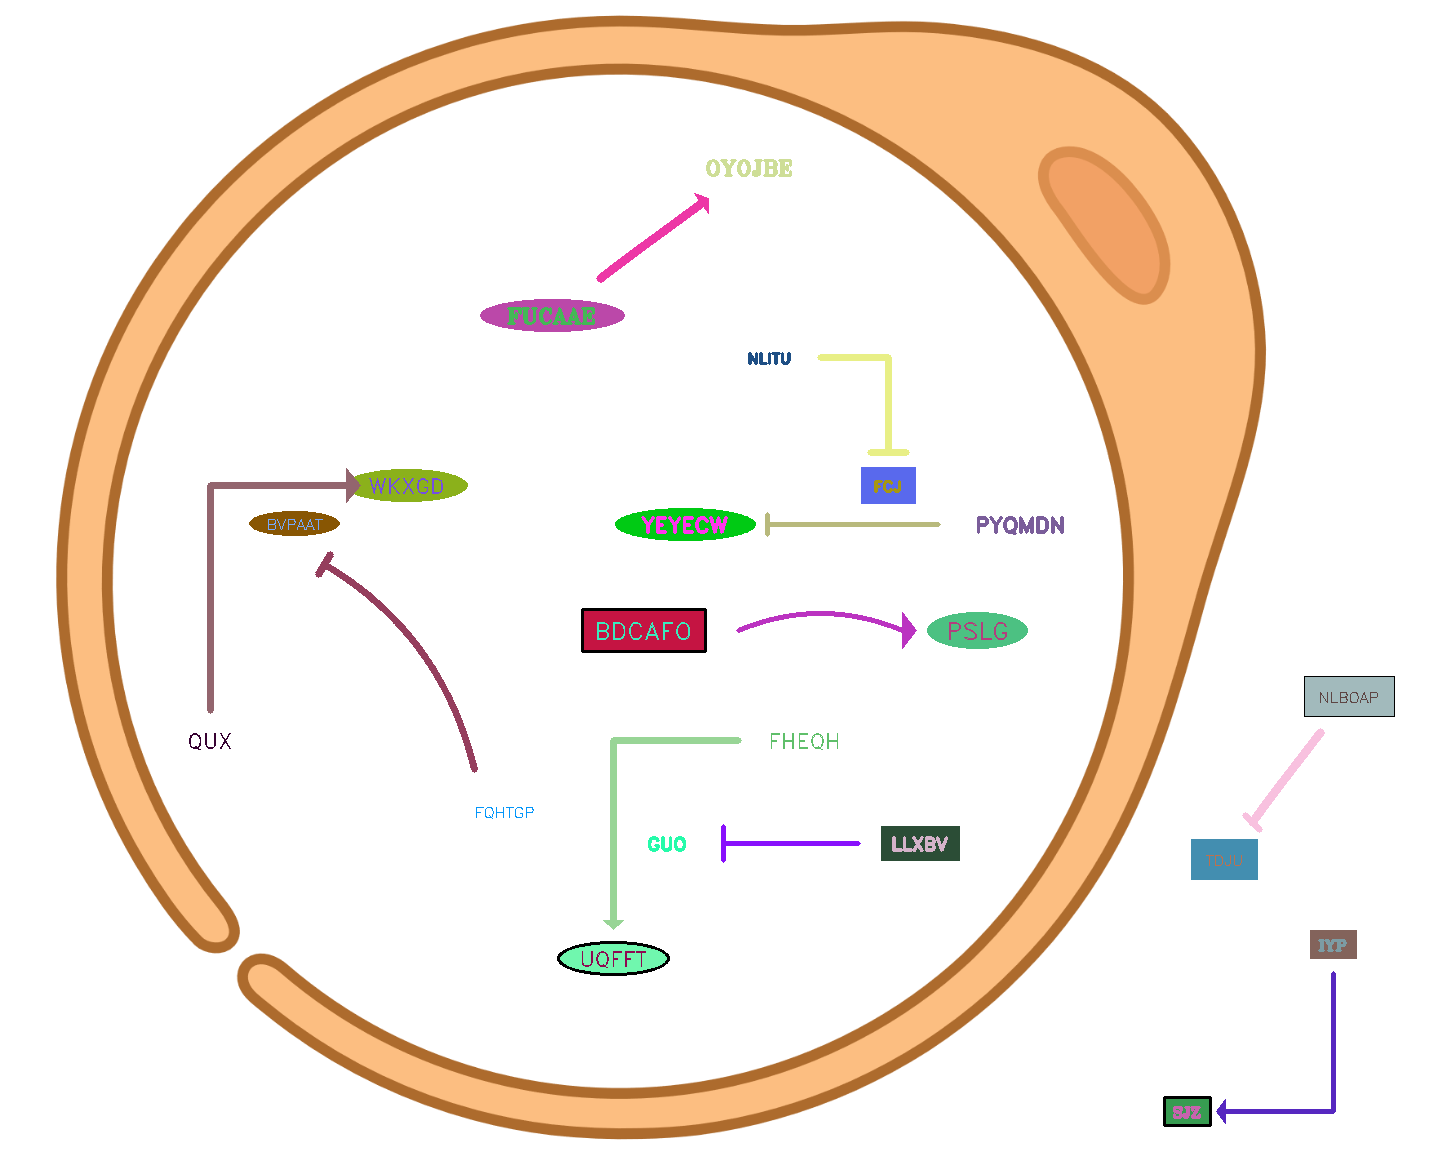 OYOJBE
FUCAAE
NLITU
WKXGD
FCJ
BVPAAT
YEYECW
PYQMDN
BDCAFO
PSLG
NLBOAP
QUX
FHEQH
FQHTGP
GUO
LLXBV
IYP
UQFFT
SJZ